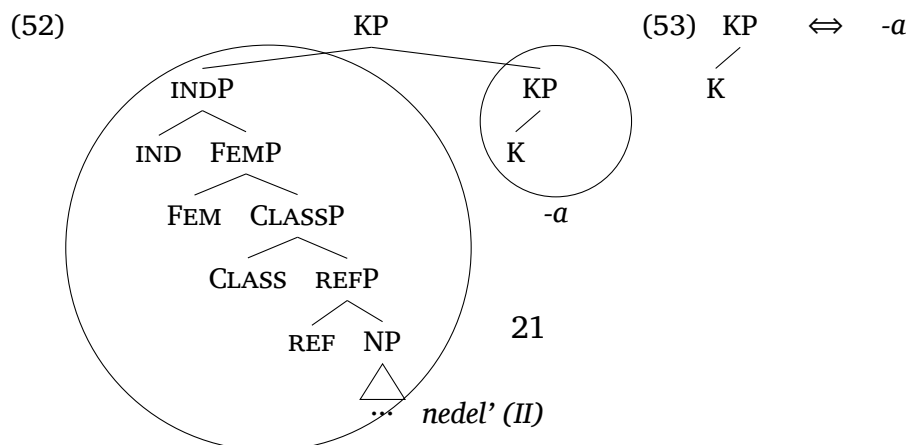 (52) KP (53) KP ⇔ -a
INDP KP K
IND FEMP K
FEM CLASSP -a
CLASS REFP
REF NP 21
... nedel' (II)